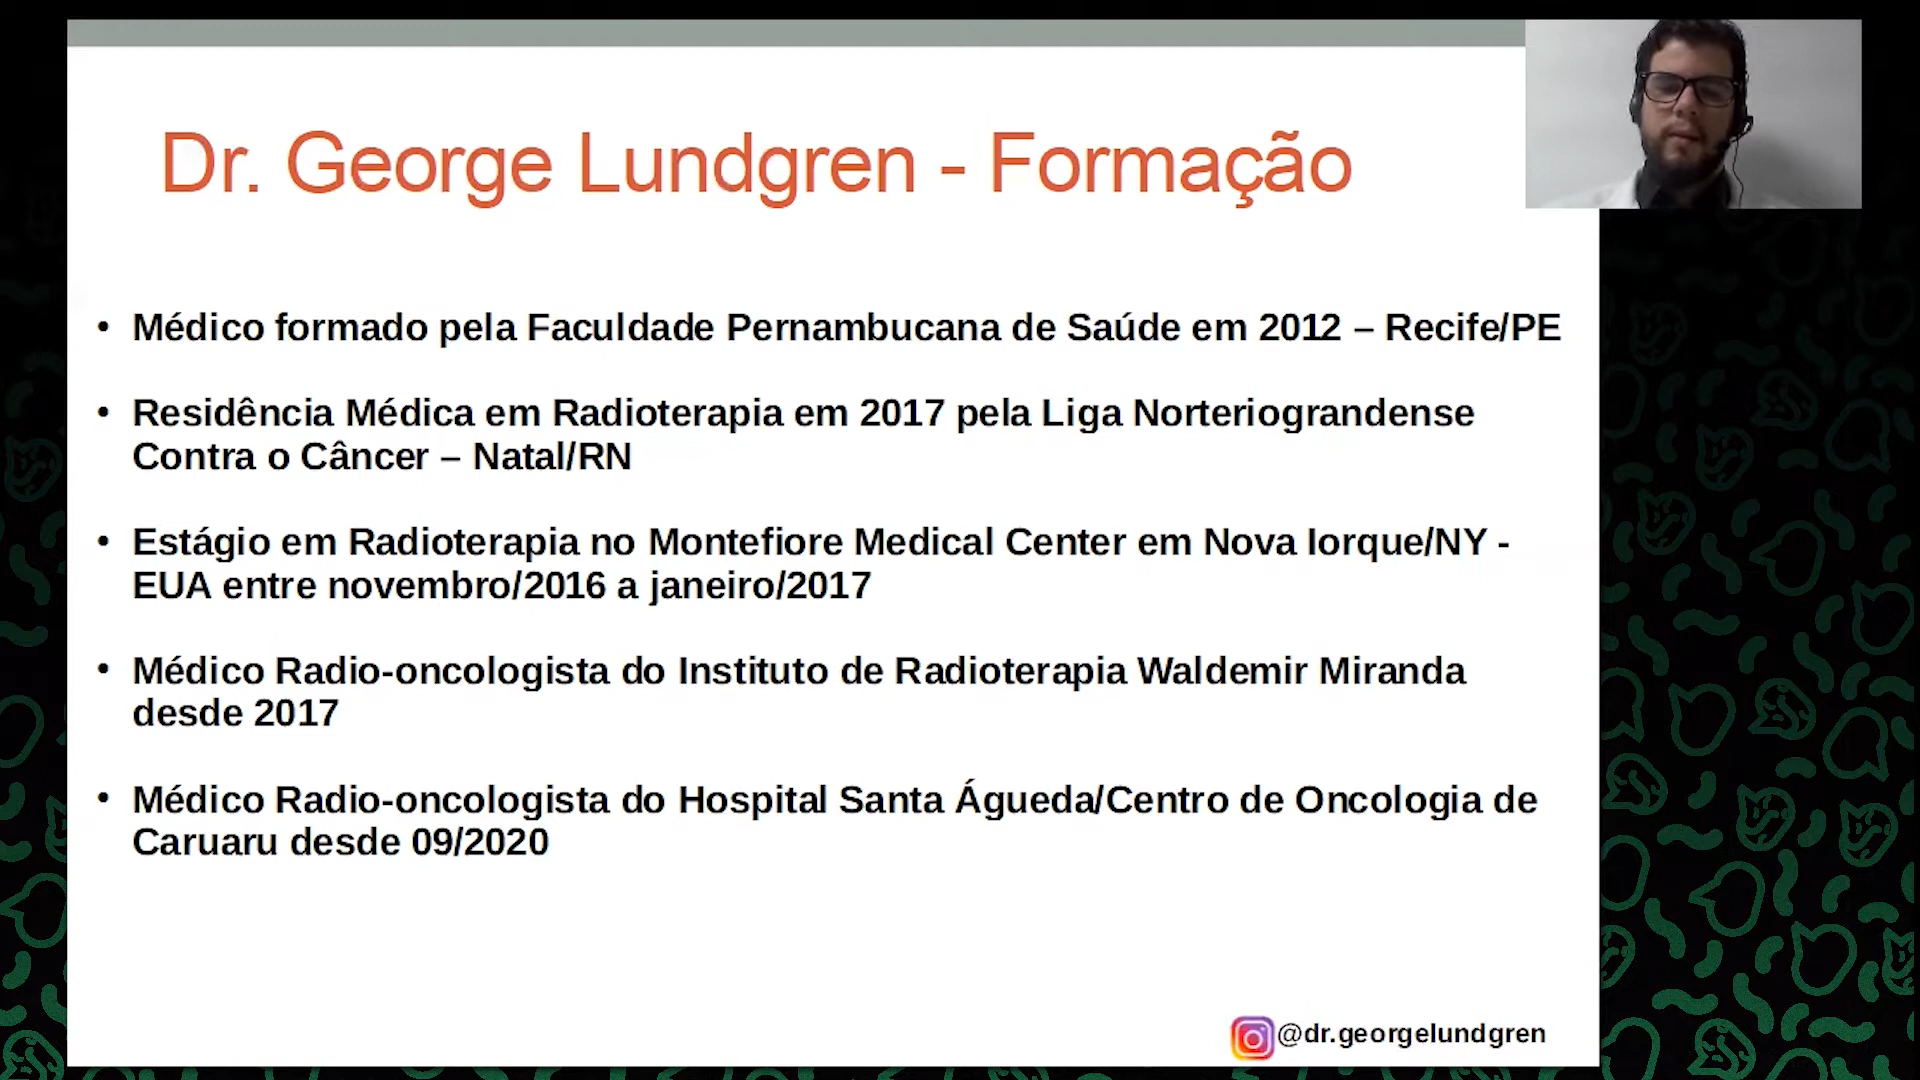 Dr. George Lundgren - Formação
• Médico formado pela Faculdade Pernambucana de Saúde em 2012 – Recife/PE
• Residência Médica em Radioterapia em 2017 pela Liga Norteriograndense
Contra o Câncer – Natal/RN
• Estágio em Radioterapia no Montefiore Medical Center em Nova Iorque/NY -
EUA entre novembro/2016 a janeiro/2017
• Médico Radio-oncologista do Instituto de Radioterapia Waldemir Miranda
desde 2017
• Médico Radio-oncologista do Hospital Santa Águeda/Centro de Oncologia de
Caruaru desde 09/2020
@dr.georgelundgren